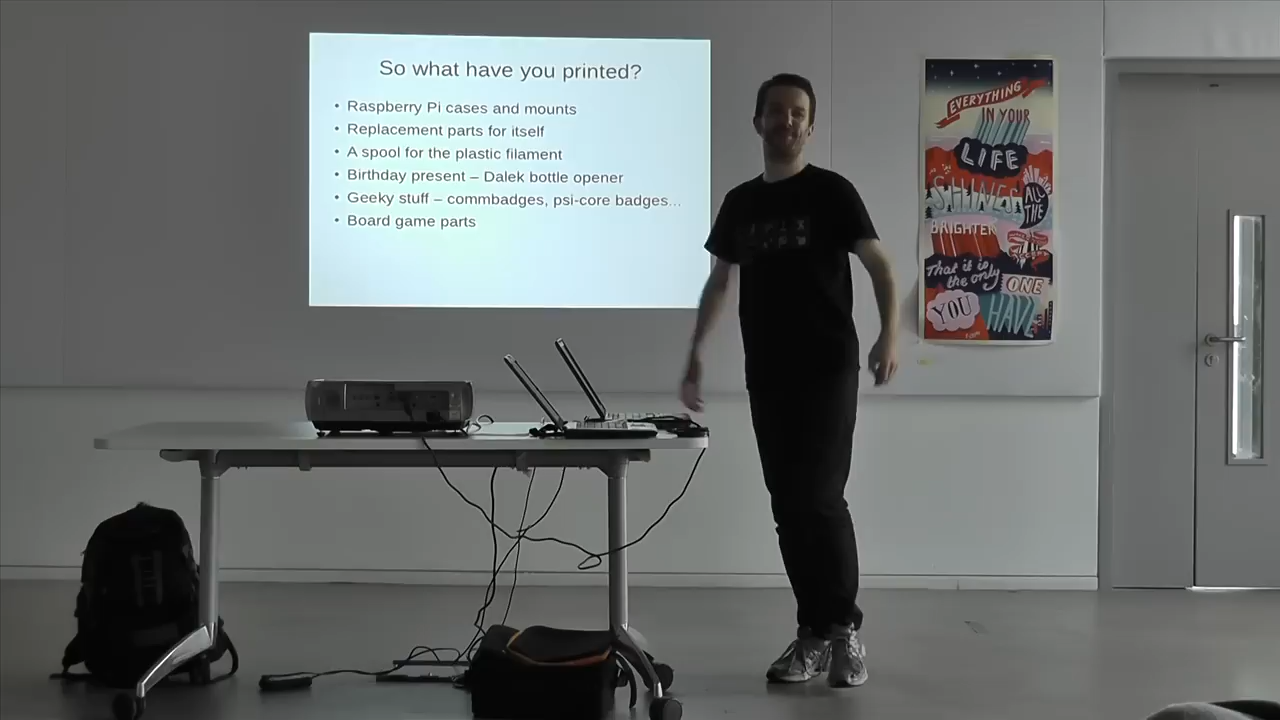 So what have you printed?
• Raspberry Pi cases and mounts
• Replacement parts for itself
• A spool for the plastic filament
• Birthday present – Dalek bottle opener
• Geeky stuff – commbadges, psi-core badges...
• Board game parts
EVERYTHING
IN YOUR
LIFE
SHINES
ALL
THE
BRIGHTER
That it is
the only
ONE
YOU
HAVE